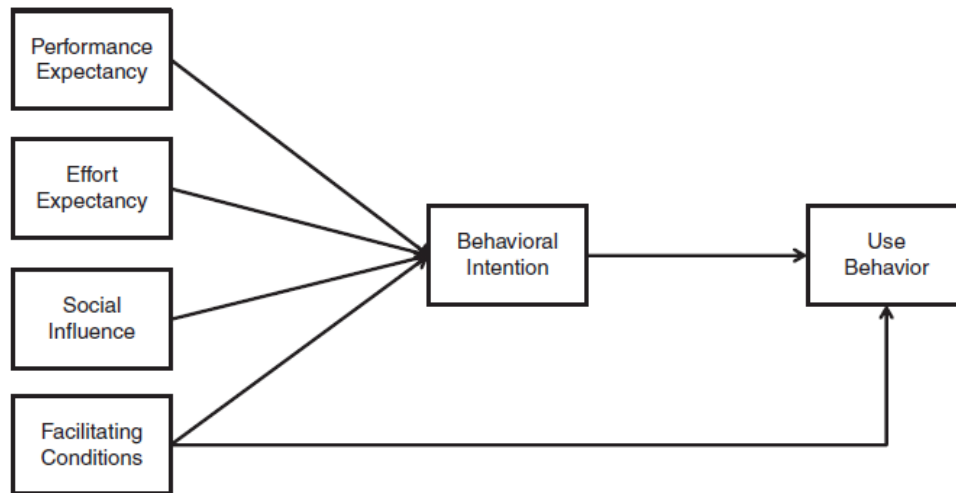 Performance
Expectancy
Effort
Expectancy
Social
Influence
Facilitating
Conditions
Behavioral
Intention
Use
Behavior